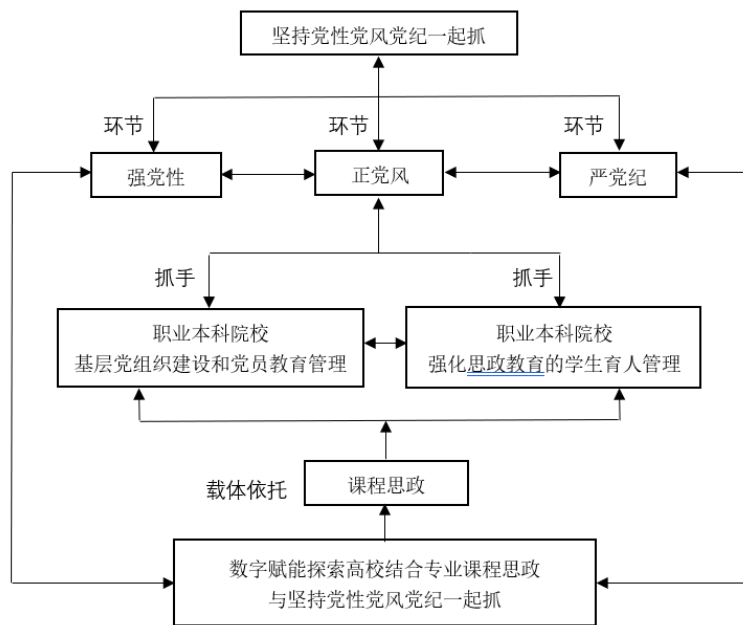 坚持党性党风党纪一起抓
环节
环节
环节
强党性
正党风
严党纪
抓手
抓手
职业本科院校
基层党组织建设和党员教育管理
职业本科院校
强化思政教育的学生育人管理
载体依托
课程思政
数字赋能探索高校结合专业课程思政
与坚持党性党风党纪一起抓